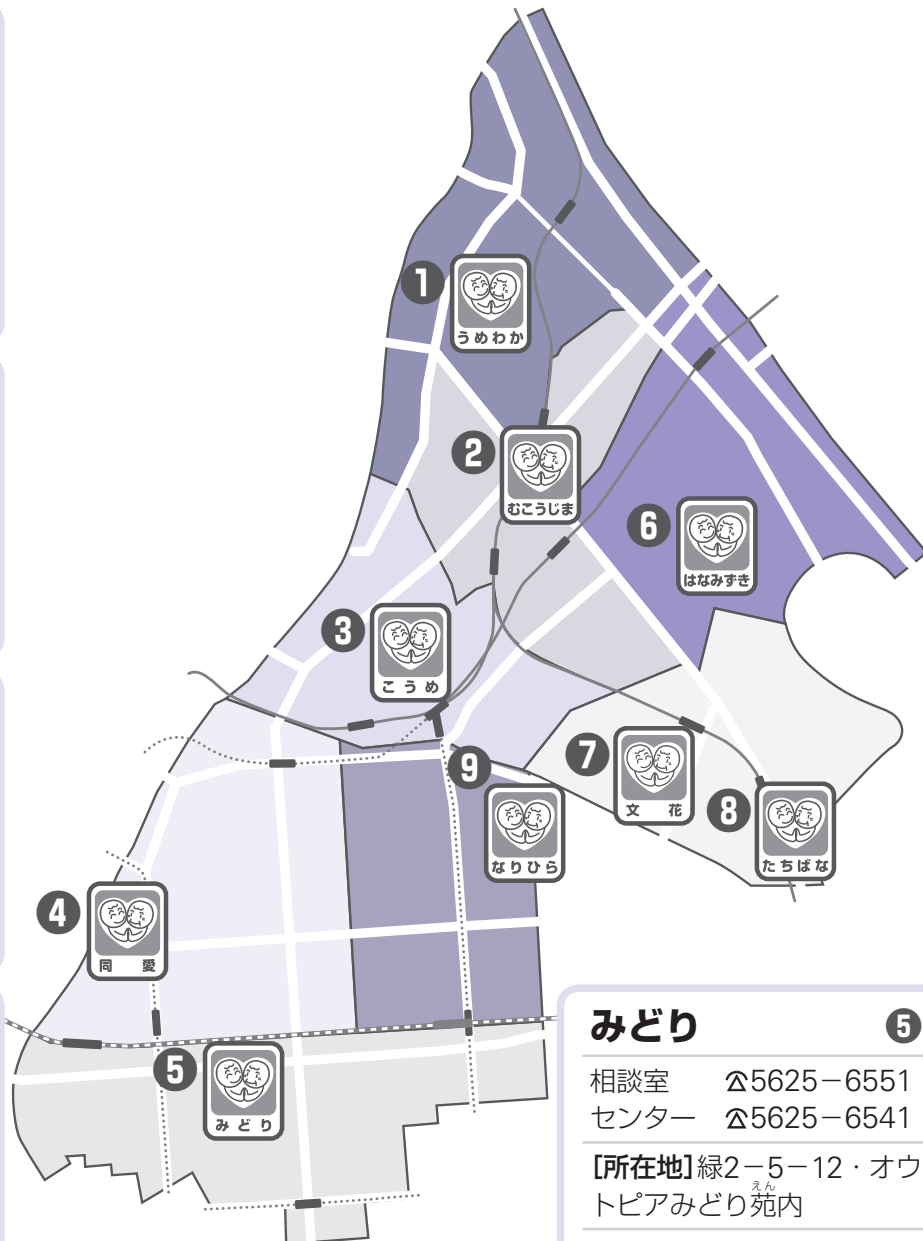 1
うめわか
2
むこうじま
6
はなみずき
3
こうめ
9
なりひら
7
文花
8
たちばな
4
同愛
5
みどり
みどり 5
相談室 ☎5625−6551
センター ☎5625−6541
[所在地]緑2−5−12・オウ
えん
トピアみどり苑内